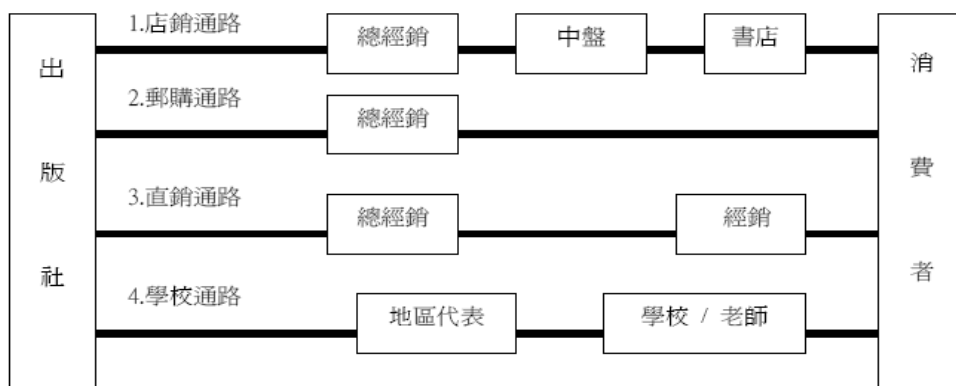 出版社
1.店銷通路
總經銷
中盤
書店
2.郵購通路
總經銷
3.直銷通路
總經銷
經銷
4.學校通路
地區代表
學校 / 老師
消費者